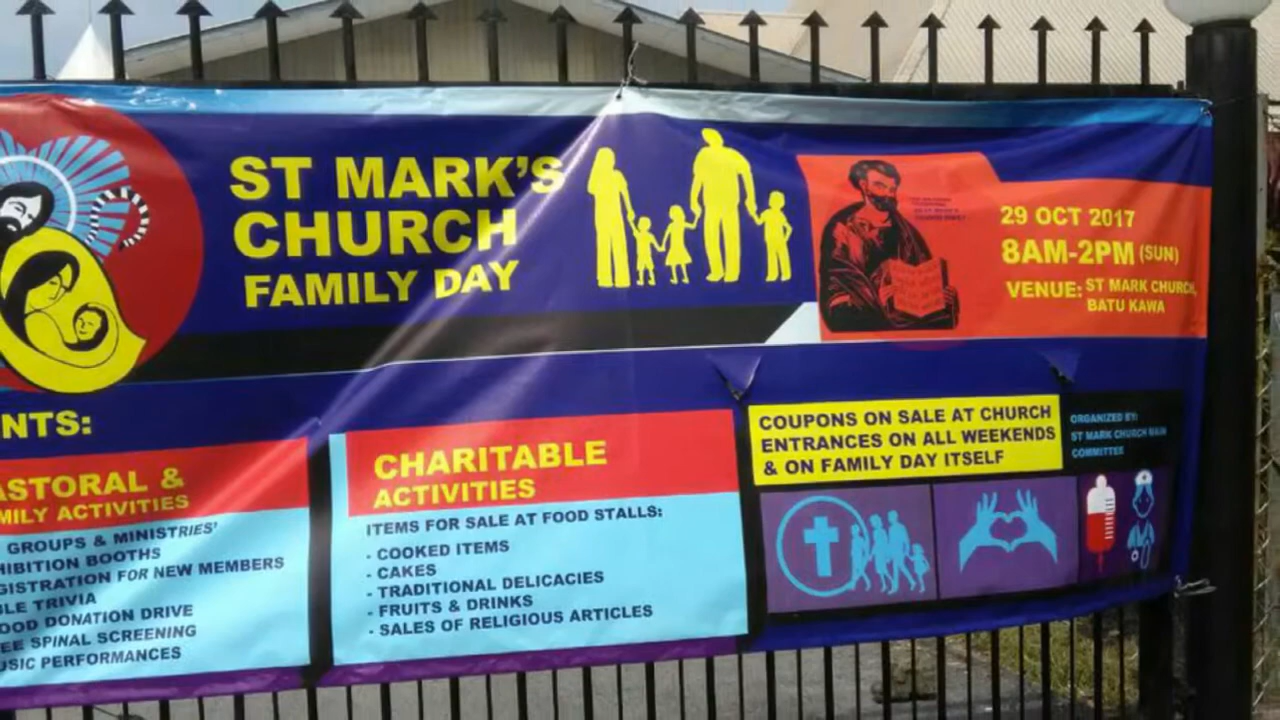 ST MARK'S
CHURCH
FAMILY DAY
29 OCT 2017
8AM-2PM (SUN)
VENUE: ST MARK CHURCH,
BATU KAWA
NTS:
ASTORAL &
MILY ACTIVITIES
GROUPS & MINISTRIES'
HIBITION BOOTHS
GISTRATION FOR NEW MEMBERS
BLE TRIVIA
OOD DONATION DRIVE
EE SPINAL SCREENING
USIC PERFORMANCES
CHARITABLE
ACTIVITIES
ITEMS FOR SALE AT FOOD STALLS:
- COOKED ITEMS
- CAKES
- TRADITIONAL DELICACIES
- FRUITS & DRINKS
- SALES OF RELIGIOUS ARTICLES
COUPONS ON SALE AT CHURCH
ENTRANCES ON ALL WEEKENDS
& ON FAMILY DAY ITSELF
ORGANIZED BY:
ST MARK CHURCH MAIN
COMMITTEE